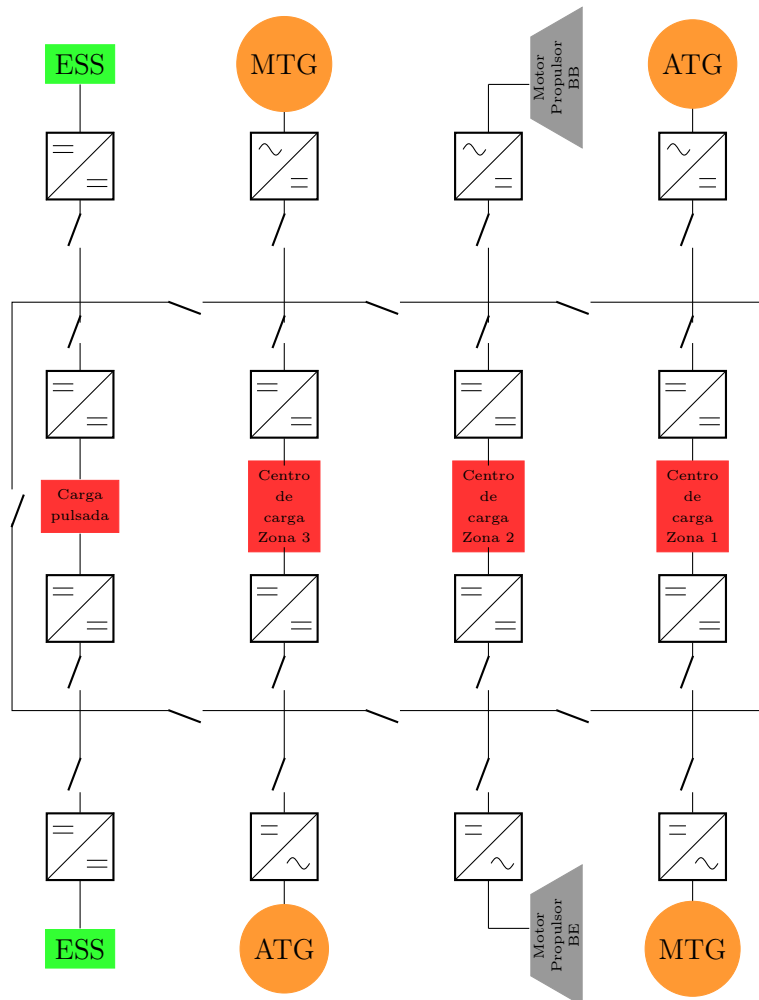 ESS
MTG
Motor
Propulsor
BB
ATG
Carga
pulsada
Centro
de
carga
Zona 3
Centro
de
carga
Zona 2
Centro
de
carga
Zona 1
ESS
ATG
Motor
Propulsor
BE
MTG